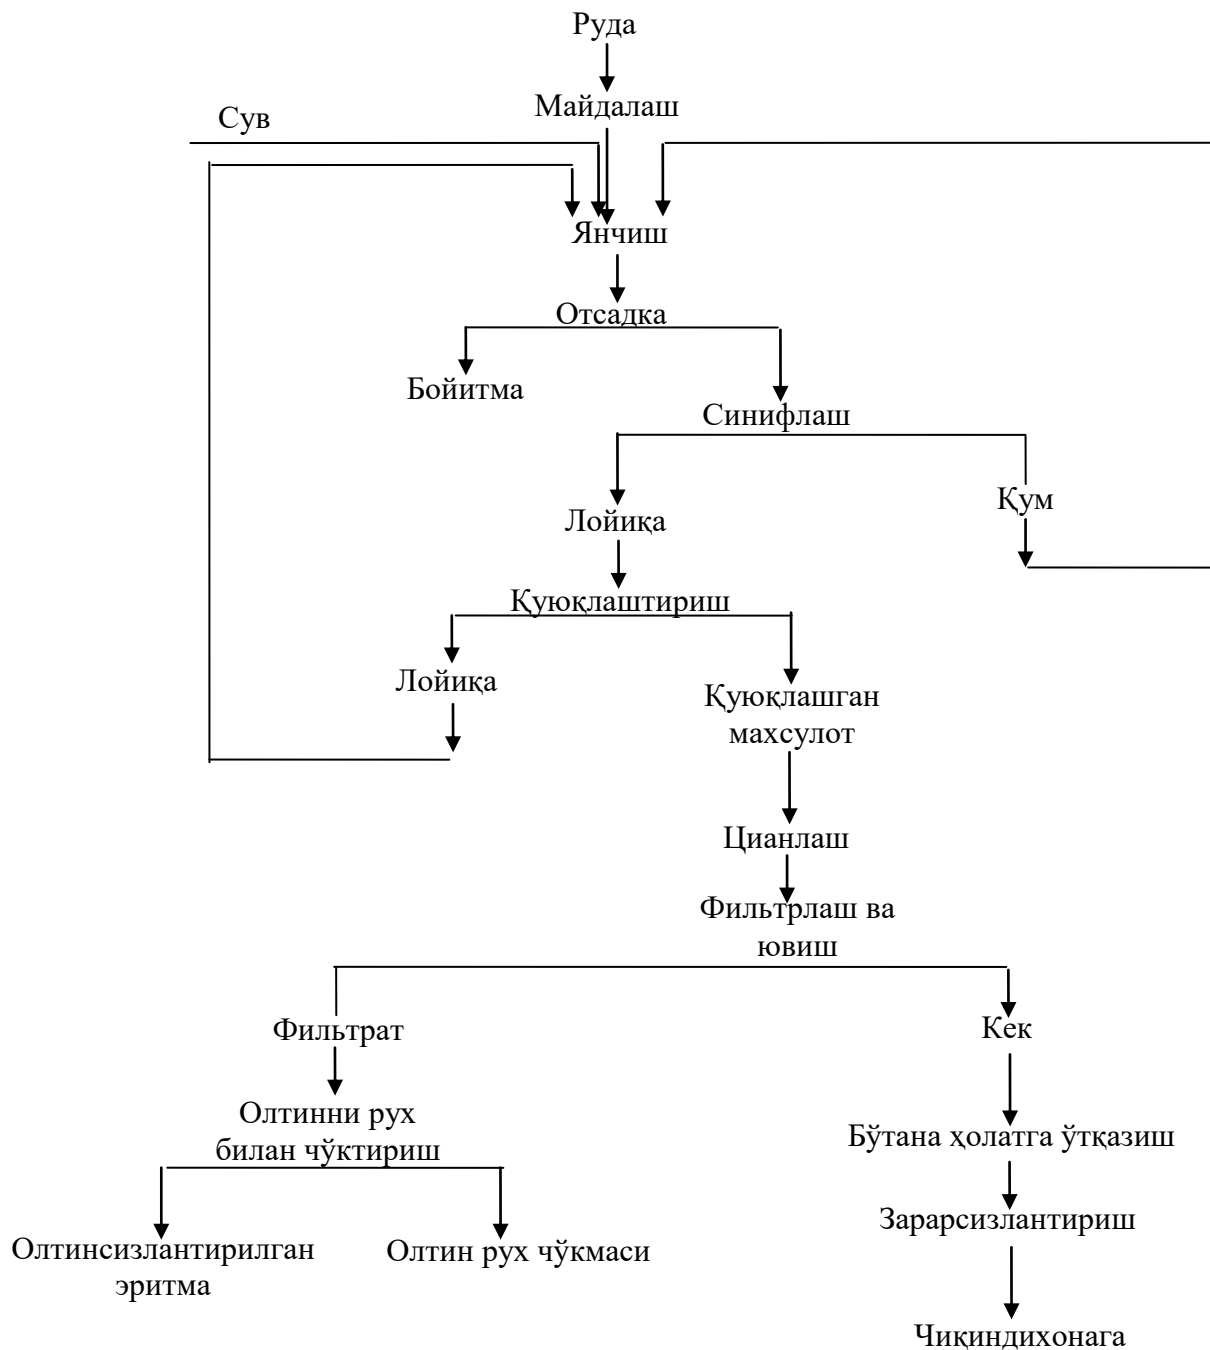 Руда
Майдалаш
Сув
Янчиш
Отсадка
Бойитма
Синифлаш
Қум
Лойиқа
Қуюқлаштириш
Лойиқа
Қуюқлашган
махсулот
Цианлаш
Фильтрлаш ва
ювиш
Фильтрат
Кек
Олтинни рух
билан чўктириш
Бўтана ҳолатга ўтқазиш
Зарарсизлантириш
Олтинсизлантирилган
эритма
Олтин рух чўкмаси
Чиқиндихонага